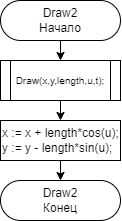 Draw2
Начало
Draw(x,y,length,u,t);
x := x + length*cos(u);
y := y - length*sin(u);
Draw2
Конец